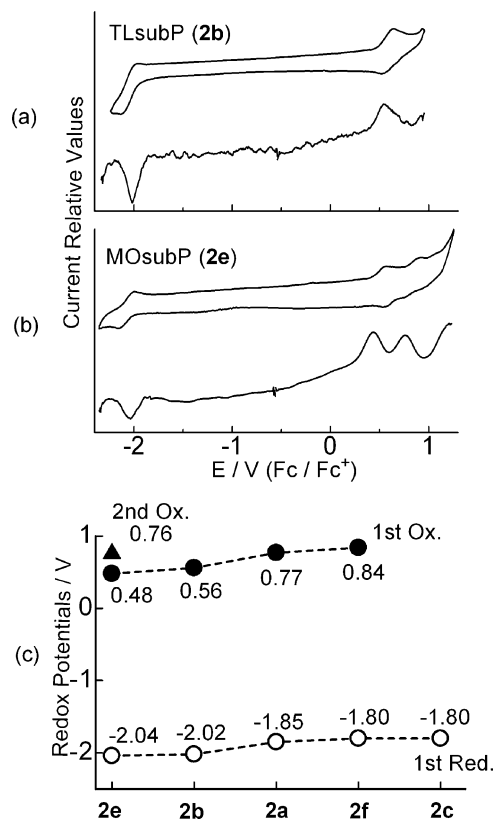 TLsubP (2b)
(a)
Current Relative Values
MOsubP (2e)
(b)
-2 -1 0 1
E / V (Fc / Fc⁺)
(c)
Redox Potentials / V
1
0
-1
-2
2nd Ox.
0.76
1st Ox.
0.48 0.56 0.77 0.84
-2.04 -2.02 -1.85 -1.80 -1.80
1st Red.
2e 2b 2a 2f 2c